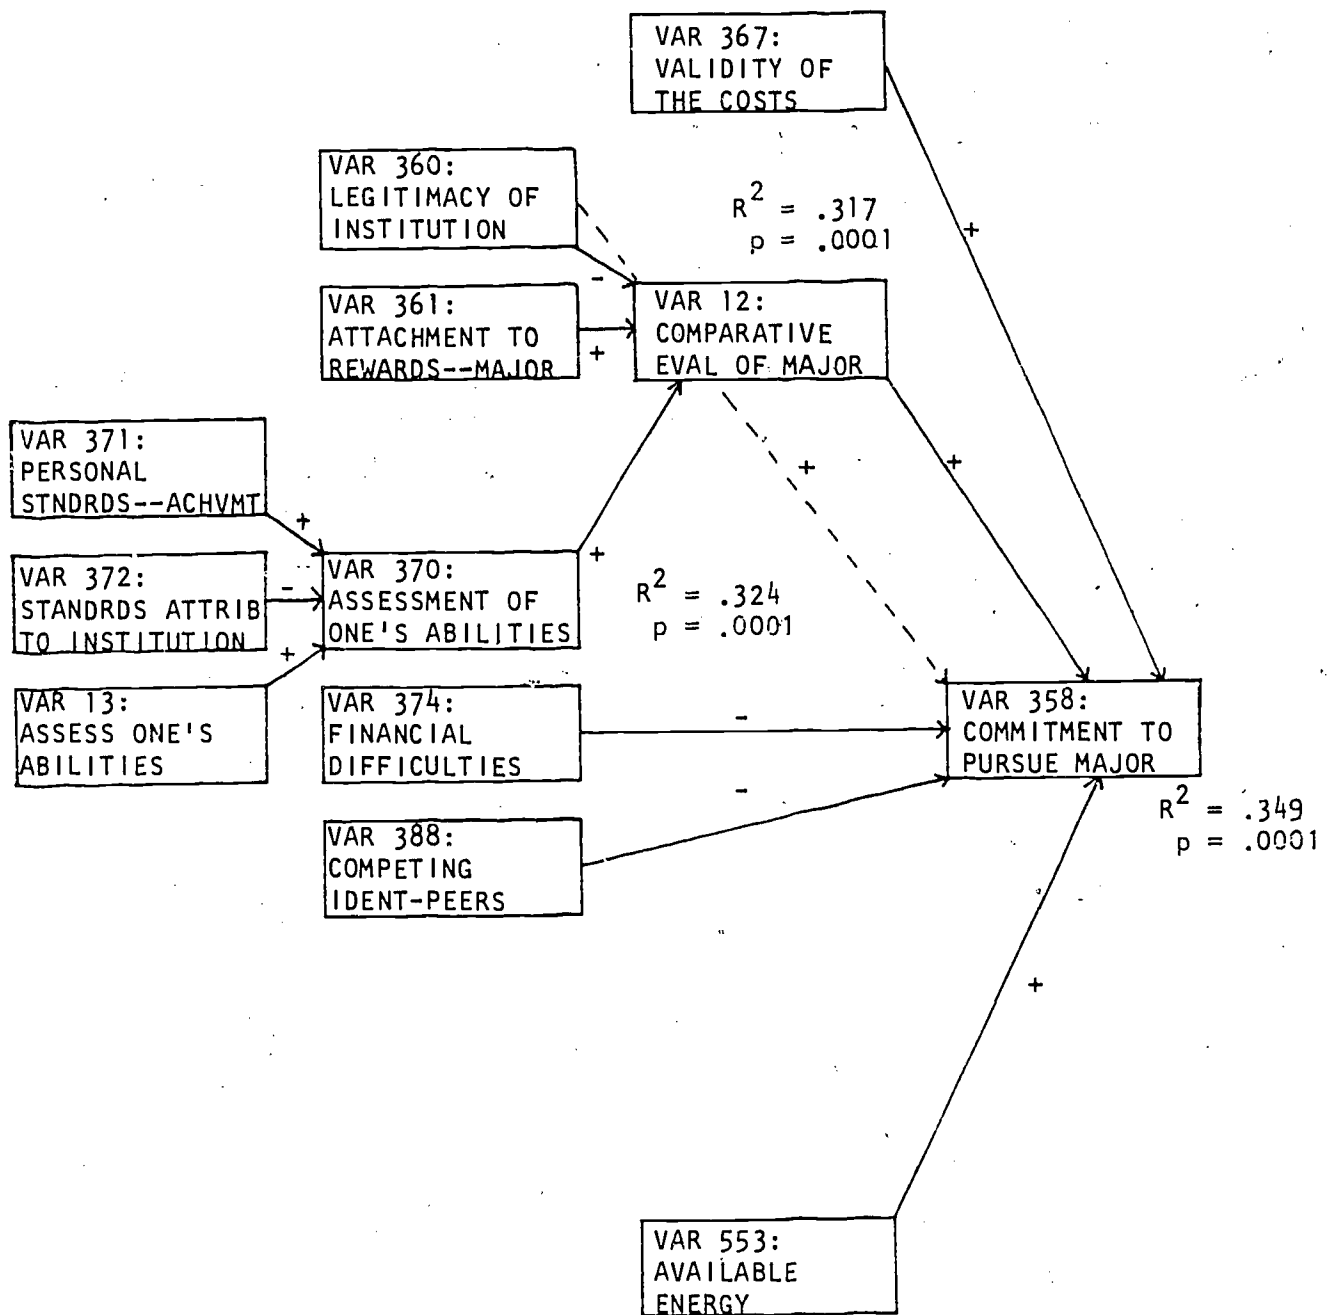 VAR 367:
VALIDITY OF
THE COSTS
VAR 360:
LEGITIMACY OF
INSTITUTION
R² = .317
p = .0001
+
-
VAR 361:
ATTACHMENT TO
REWARDS--MAJOR
+
VAR 12:
COMPARATIVE
EVAL OF MAJOR
VAR 371:
PERSONAL
STNDRDS--ACHVMT
+
+
+
VAR 372:
STANDRDS ATTRIB
TO INSTITUTION
-
+
VAR 370:
ASSESSMENT OF
ONE'S ABILITIES
+
R² = .324
p = .0001
VAR 13:
ASSESS ONE'S
ABILITIES
VAR 374:
FINANCIAL
DIFFICULTIES
-
VAR 358:
COMMITMENT TO
PURSUE MAJOR
-
R² = .349
p = .0001
VAR 388:
COMPETING
IDENT-PEERS
+
VAR 553:
AVAILABLE
ENERGY